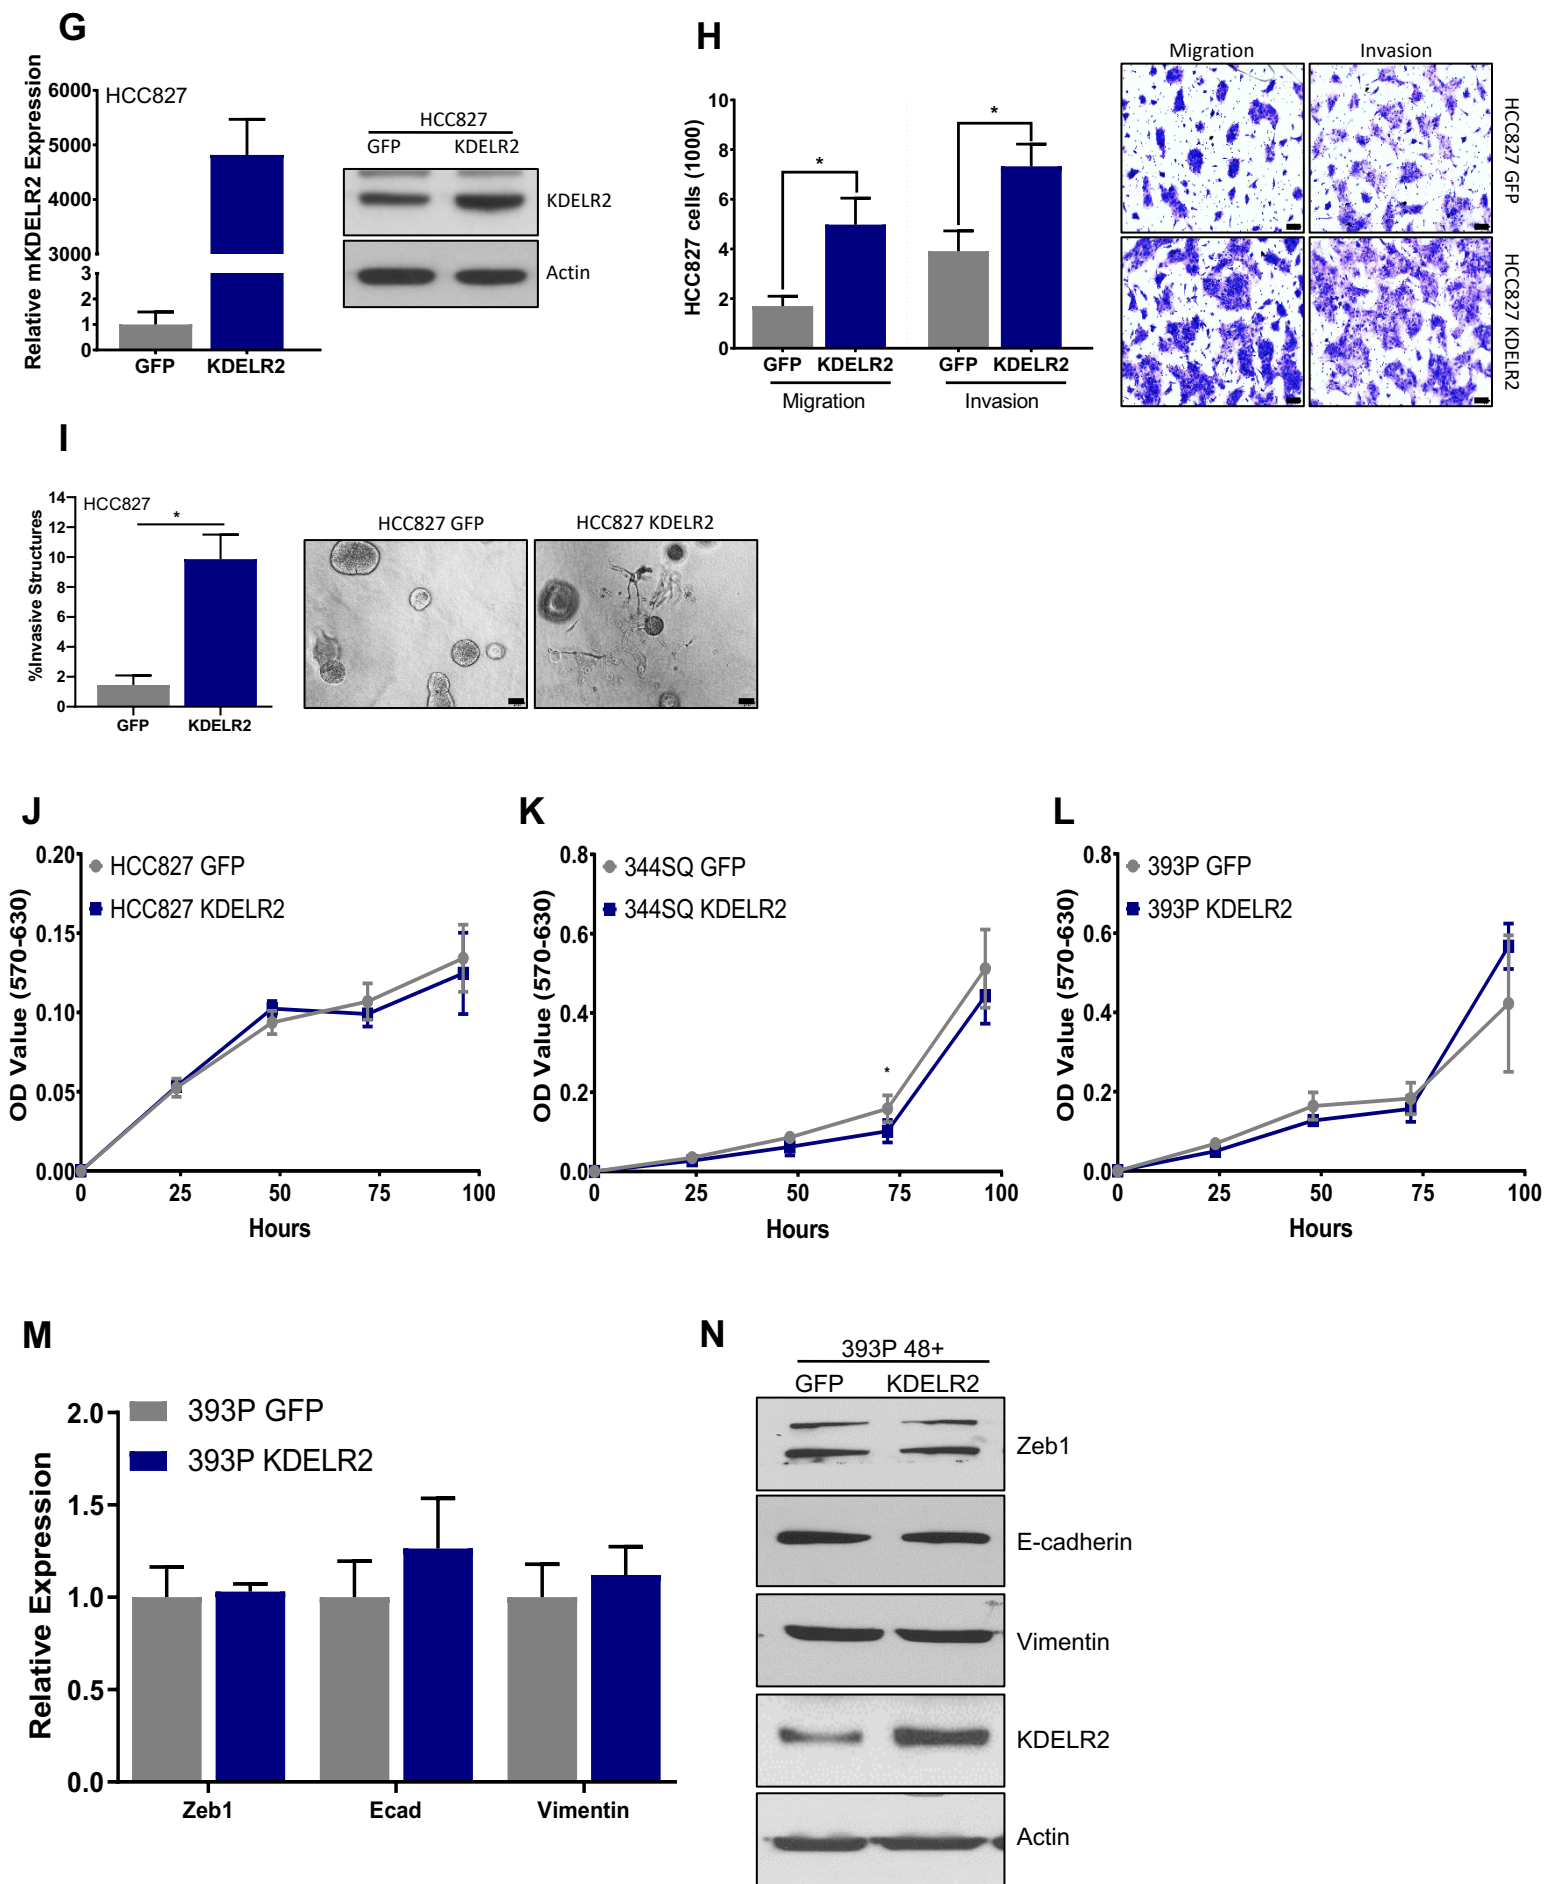 G
HCC827
Relative mKDELR2 Expression
6000
5000
4000
3000
3
2
1
0
GFP KDELR2
HCC827
GFP KDELR2
KDELR2
Actin
H
HCC827 cells (1000)
10
8
6
4
2
0
*
*
GFP KDELR2 GFP KDELR2
Migration Invasion
Migration Invasion
HCC827 GFP
HCC827 KDELR2
I
HCC827
%Invasive Structures
14
12
10
8
6
4
2
0
*
GFP KDELR2
HCC827 GFP HCC827 KDELR2
J
HCC827 GFP
HCC827 KDELR2
OD Value (570-630)
0.20
0.15
0.10
0.05
0.00
0 25 50 75 100
Hours
K
344SQ GFP
344SQ KDELR2
OD Value (570-630)
0.8
0.6
0.4
0.2
0.0
*
0 25 50 75 100
Hours
L
393P GFP
393P KDELR2
OD Value (570-630)
0.8
0.6
0.4
0.2
0.0
0 25 50 75 100
Hours
M
393P GFP
393P KDELR2
Relative Expression
2.0
1.5
1.0
0.5
0.0
Zeb1 Ecad Vimentin
N
393P 48+
GFP KDELR2
Zeb1
E-cadherin
Vimentin
KDELR2
Actin